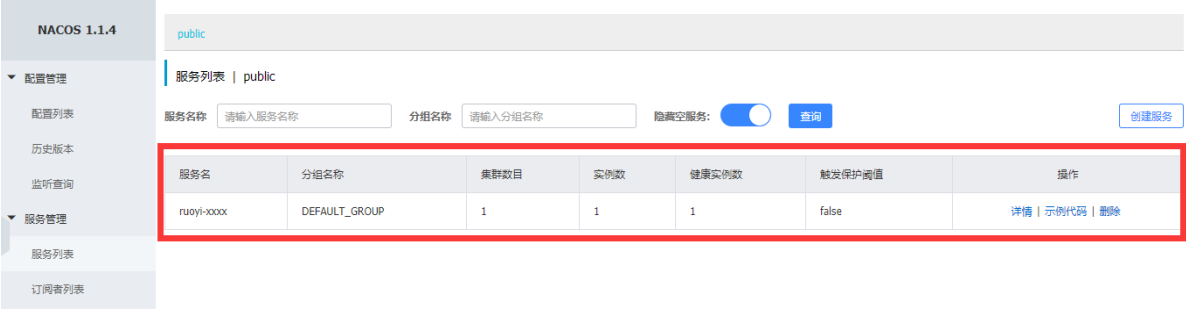 NACOS 1.1.4
public
配置管理
配置列表
历史版本
监听查询
服务管理
服务列表
订阅者列表
服务列表 | public
服务名称 请输入服务名称 分组名称 请输入分组名称 隐藏空服务: 查询 创建服务
服务名 分组名称 集群数目 实例数 健康实例数 触发保护阈值 操作
ruoyi-xxxx DEFAULT_GROUP 1 1 1 false 详情 | 示例代码 | 删除